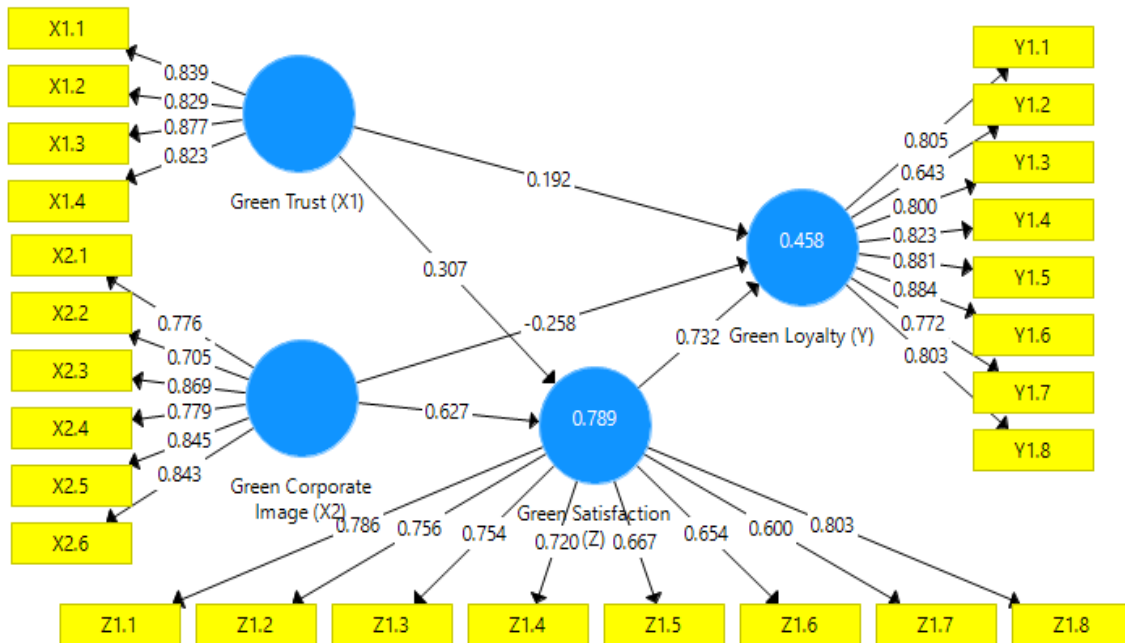 X1.1
X1.2
X1.3
X1.4
0.839
0.829
0.877
0.823
Green Trust (X1)
X2.1
X2.2
X2.3
X2.4
X2.5
X2.6
0.776
0.705
0.869
0.779
0.845
0.843
Green Corporate
Image (X2)
0.192
0.307
-0.258
0.627
0.732
0.458
Green Loyalty (Y)
0.805
0.643
0.800
0.823
0.881
0.884
0.772
0.803
Y1.1
Y1.2
Y1.3
Y1.4
Y1.5
Y1.6
Y1.7
Y1.8
0.789
Green Satisfaction
(Z)
0.786
0.756
0.754
0.720
0.667
0.654
0.600
0.803
Z1.1
Z1.2
Z1.3
Z1.4
Z1.5
Z1.6
Z1.7
Z1.8